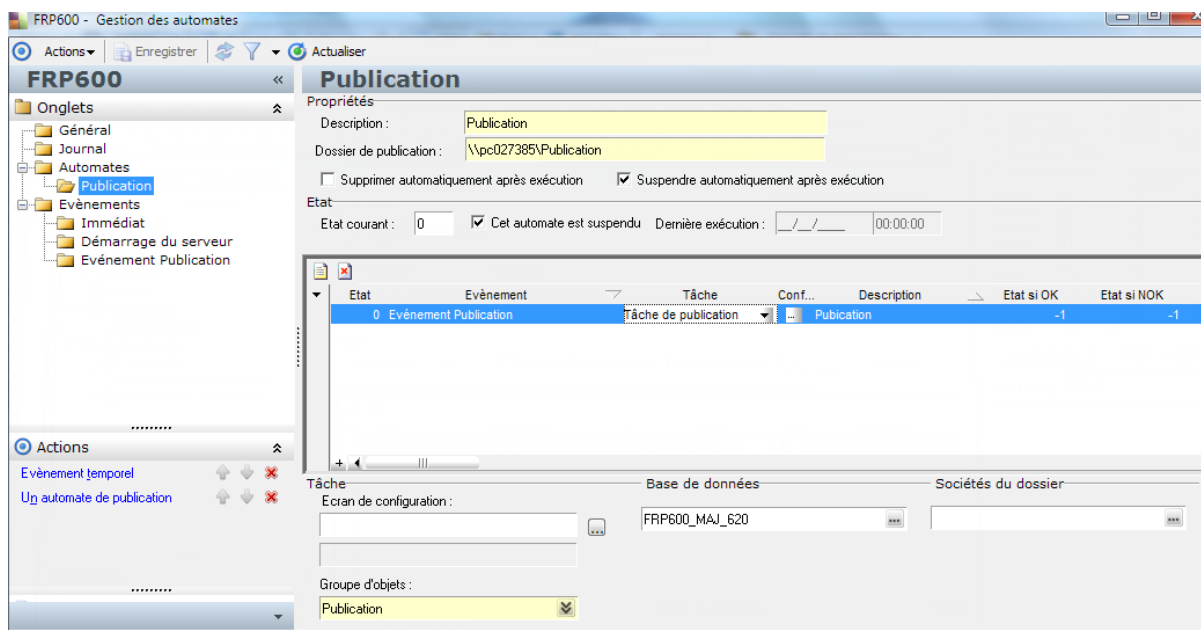 FRP600 - Gestion des automates
Actions Enregistrer Actualiser
FRP600 «
Onglets
Général
Journal
Automates
Publication
Evènements
Immédiat
Démarrage du serveur
Evénement Publication
Actions
Evènement temporel
Un automate de publication
Publication
Propriétés
Description : Publication
Dossier de publication : \\pc027385\Publication
Supprimer automatiquement après exécution Suspendre automatiquement après exécution
Etat
Etat courant : 0 Cet automate est suspendu Dernière exécution : __/__/____ 00:00:00
Etat Evènement Tâche Conf... Description Etat si OK Etat si NOK
0 Evénement Publication Tâche de publication ... Pubication -1 -1
Tâche Base de données Sociétés du dossier
Ecran de configuration :
... FRP600_MAJ_620 ... ...
Groupe d'objets :
Publication